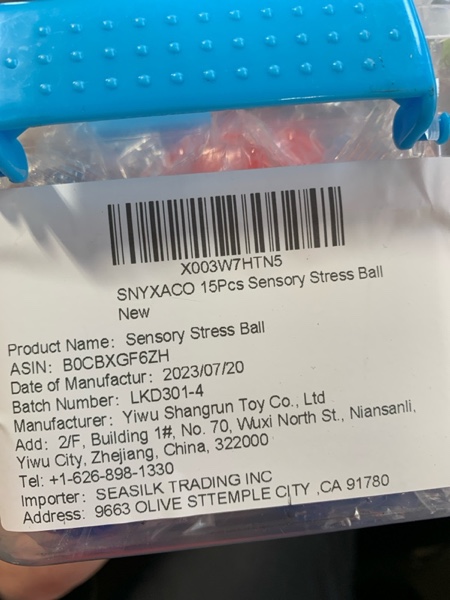 X003W7HTN5
SNYXACO 15Pcs Sensory Stress Ball
New
Product Name: Sensory Stress Ball
ASIN: B0CBXGF6ZH
Date of Manufactur: 2023/07/20
Batch Number: LKD301-4
Manufacturer: Yiwu Shangrun Toy Co., Ltd
Add: 2/F, Building 1#, No. 70, Wuxi North St., Niansanli,
Yiwu City, Zhejiang, China, 322000
Tel: +1-626-898-1330
Importer: SEASILK TRADING INC
Address: 9663 OLIVE STTEMPLE CITY ,CA 91780